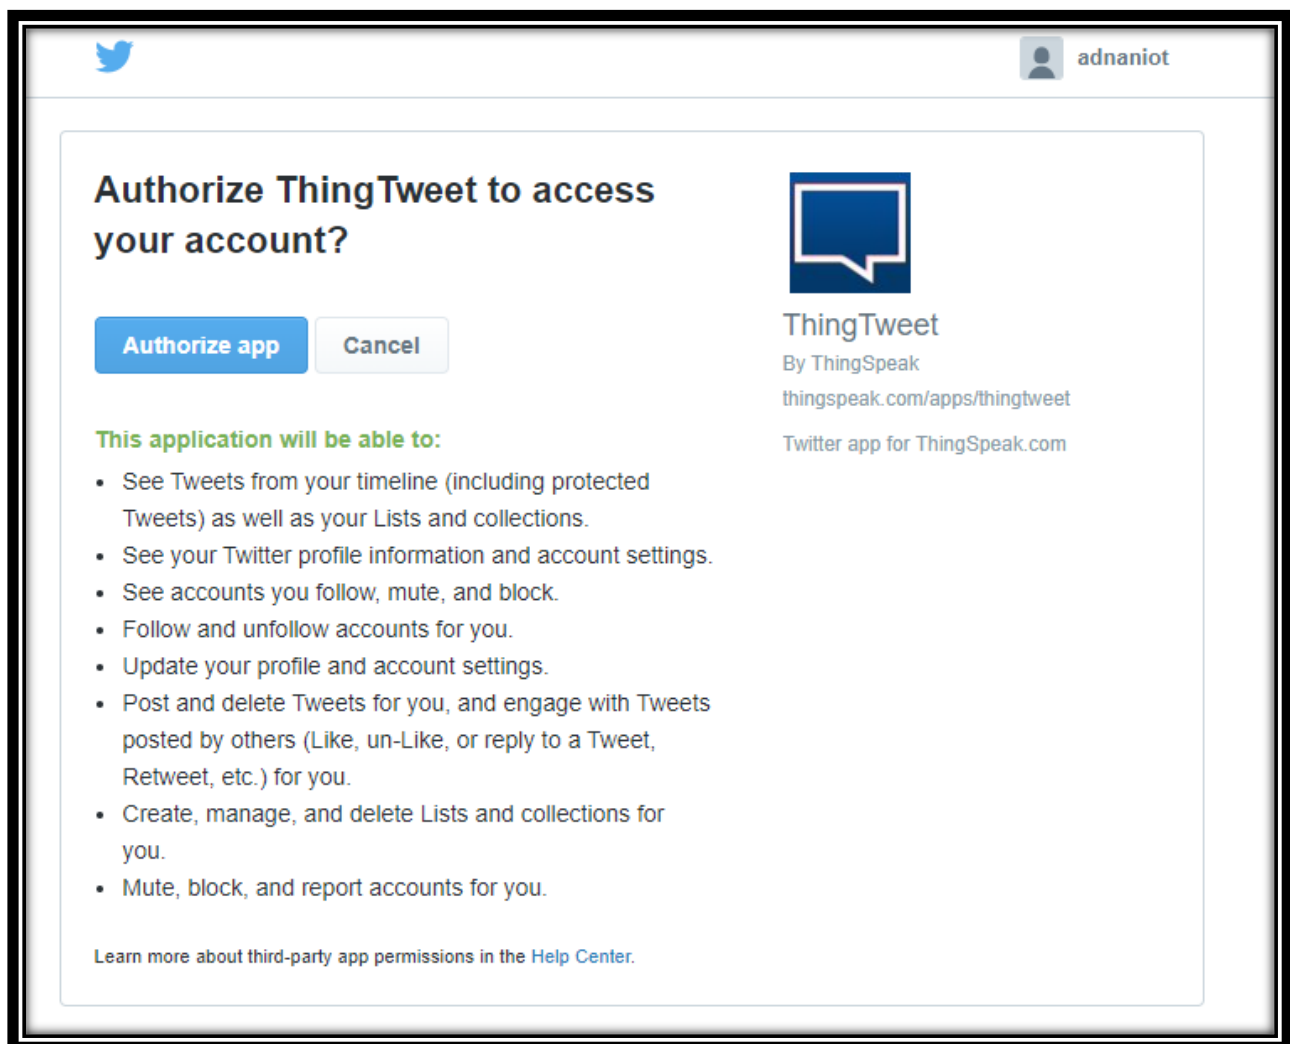 adnaniot
Authorize ThingTweet to access
your account?
Authorize app
Cancel
This application will be able to:
• See Tweets from your timeline (including protected
Tweets) as well as your Lists and collections.
• See your Twitter profile information and account settings.
• See accounts you follow, mute, and block.
• Follow and unfollow accounts for you.
• Update your profile and account settings.
• Post and delete Tweets for you, and engage with Tweets
posted by others (Like, un-Like, or reply to a Tweet,
Retweet, etc.) for you.
• Create, manage, and delete Lists and collections for
you.
• Mute, block, and report accounts for you.
Learn more about third-party app permissions in the Help Center.
ThingTweet
By ThingSpeak
thingspeak.com/apps/thingtweet
Twitter app for ThingSpeak.com